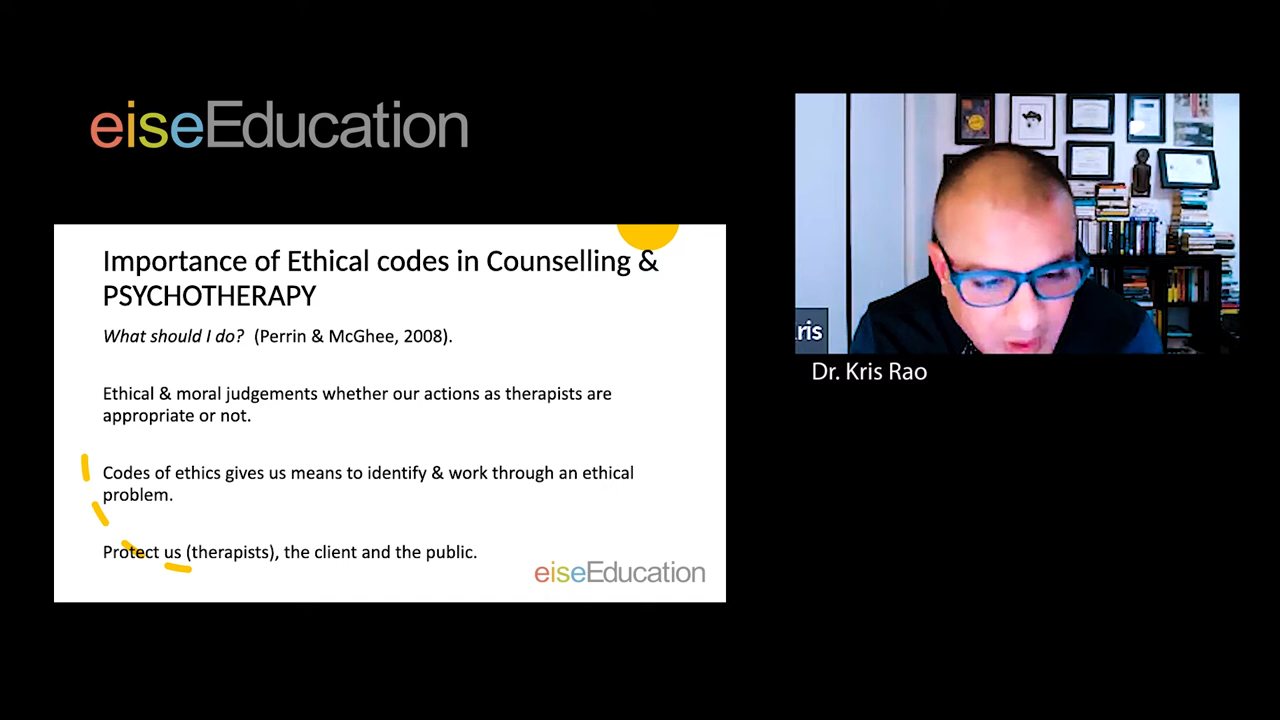 eiseEducation
Importance of Ethical codes in Counselling &
PSYCHOTHERAPY
What should I do? (Perrin & McGhee, 2008).
Ethical & moral judgements whether our actions as therapists are
appropriate or not.
Codes of ethics gives us means to identify & work through an ethical
problem.
Protect us (therapists), the client and the public.
eiseEducation
ris
Dr. Kris Rao